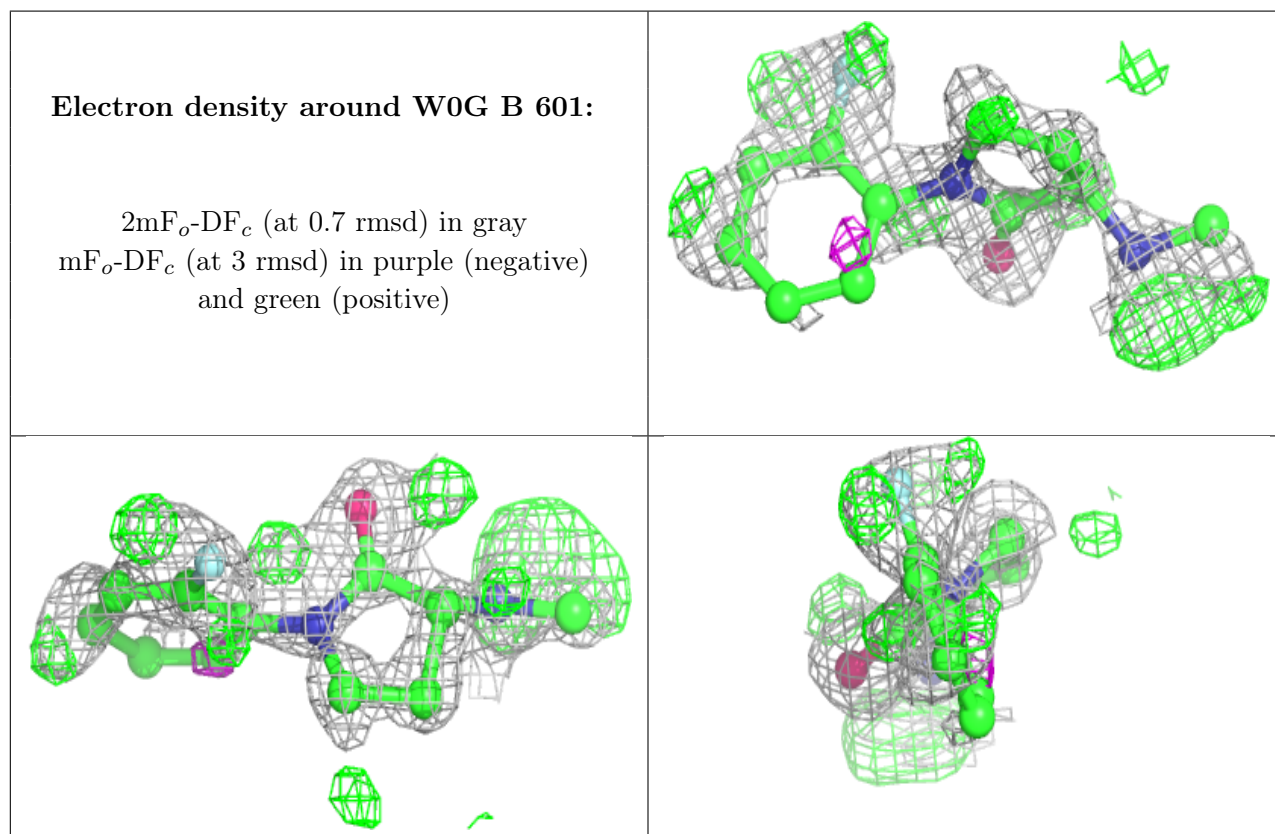 Electron density around W0G B 601:
2mFo-DFc (at 0.7 rmsd) in gray
mFo-DFc (at 3 rmsd) in purple (negative)
and green (positive)